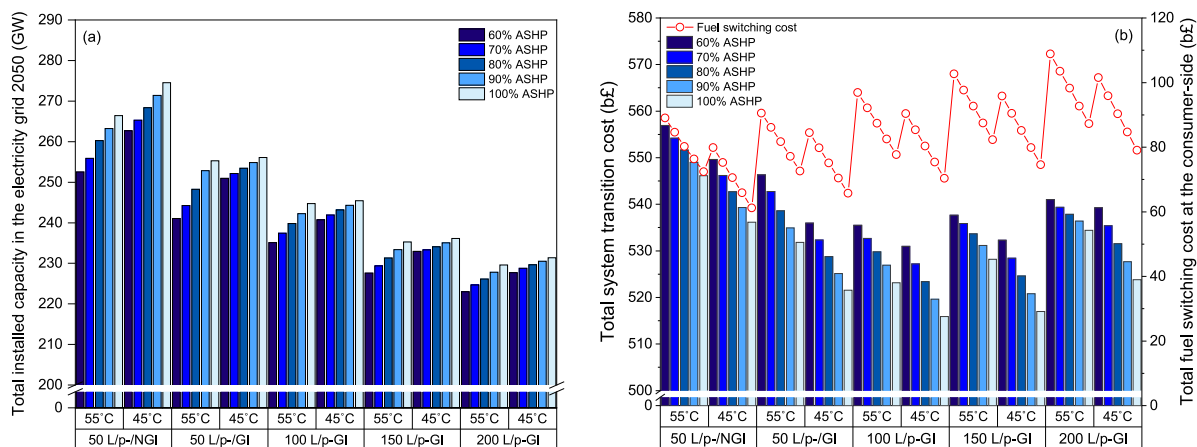 Total installed capacity in the electricity grid 2050 (GW)
290
280
270
260
250
240
230
220
210
200
0
(a)
60% ASHP
70% ASHP
80% ASHP
90% ASHP
100% ASHP
55°C 45°C 55°C 45°C 55°C 45°C 55°C 45°C 55°C 45°C
50 L/p-/NGI 50 L/p-/GI 100 L/p-GI 150 L/p-GI 200 L/p-GI
Total system transition cost (b£)
580
570
560
550
540
530
520
510
500
0
Fuel switching cost
60% ASHP
70% ASHP
80% ASHP
90% ASHP
100% ASHP
(b)
120
100
80
60
40
20
0
Total fuel switching cost at the consumer-side (b£)
55°C 45°C 55°C 45°C 55°C 45°C 55°C 45°C 55°C 45°C
50 L/p-/NGI 50 L/p-/GI 100 L/p-GI 150 L/p-GI 200 L/p-GI